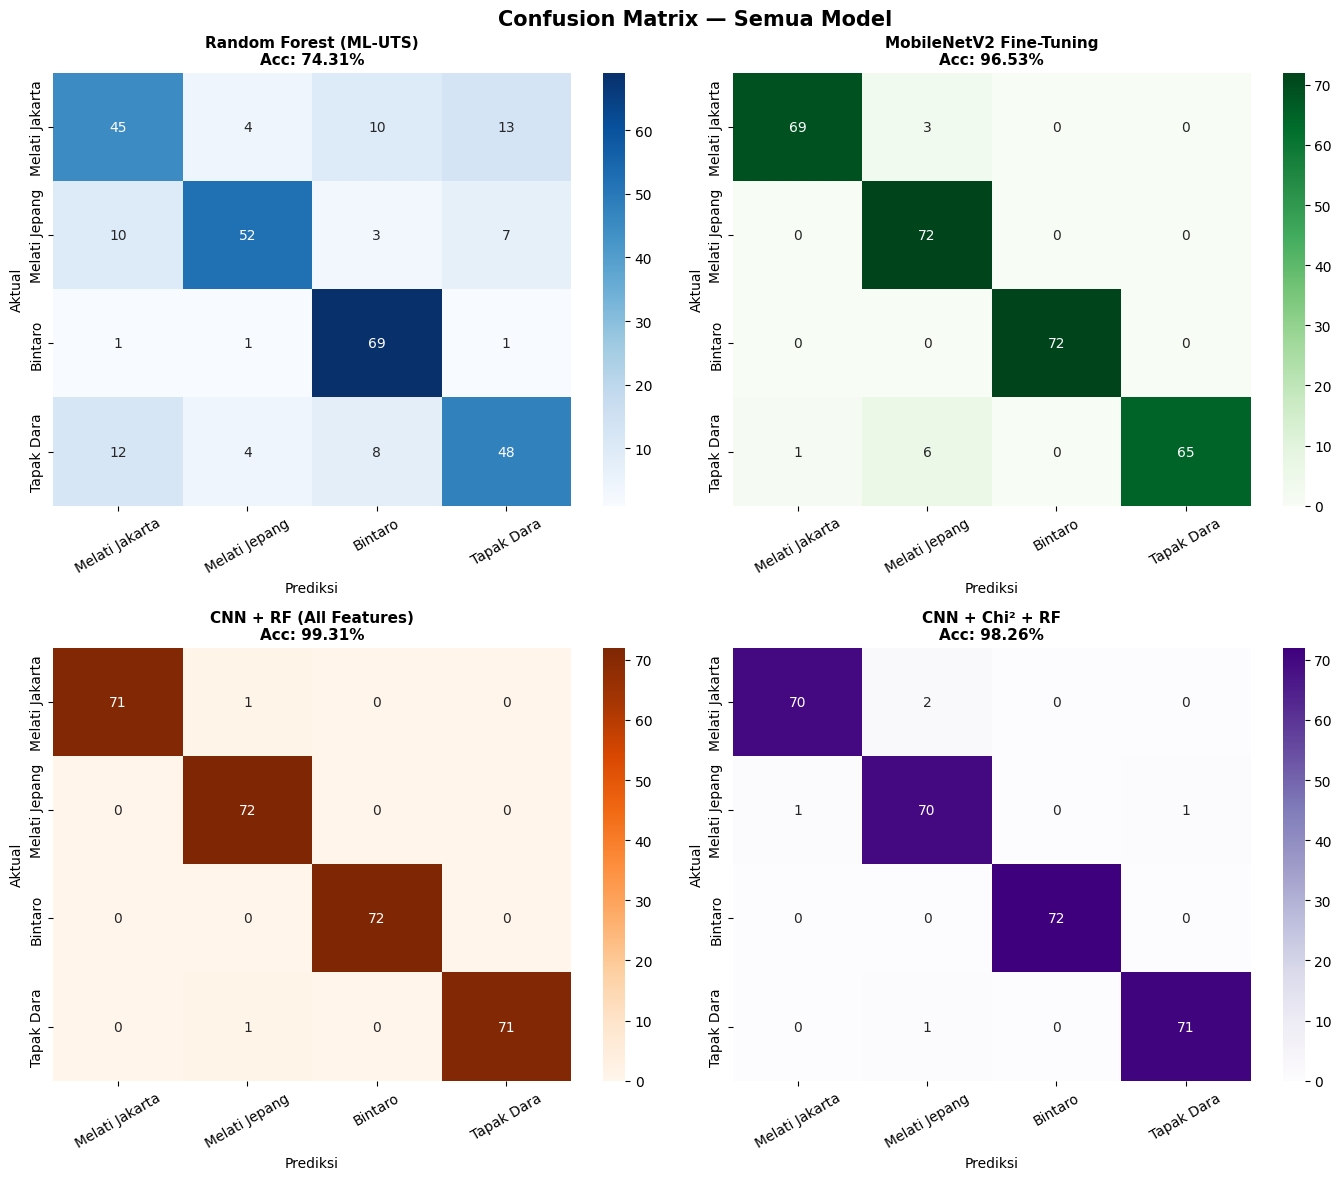 Confusion Matrix — Semua Model
Random Forest (ML-UTS)
Acc: 74.31%
Aktual
Melati Jakarta
Melati Jepang
Bintaro
Tapak Dara
45 4 10 13
10 52 3 7
1 1 69 1
12 4 8 48
60
50
40
30
20
10
Melati Jakarta Melati Jepang Bintaro Tapak Dara
Prediksi
MobileNetV2 Fine-Tuning
Acc: 96.53%
Aktual
Melati Jakarta
Melati Jepang
Bintaro
Tapak Dara
69 3 0 0
0 72 0 0
0 0 72 0
1 6 0 65
70
60
50
40
30
20
10
0
Melati Jakarta Melati Jepang Bintaro Tapak Dara
Prediksi
CNN + RF (All Features)
Acc: 99.31%
Aktual
Melati Jakarta
Melati Jepang
Bintaro
Tapak Dara
71 1 0 0
0 72 0 0
0 0 72 0
0 1 0 71
70
60
50
40
30
20
10
0
Melati Jakarta Melati Jepang Bintaro Tapak Dara
Prediksi
CNN + Chi² + RF
Acc: 98.26%
Aktual
Melati Jakarta
Melati Jepang
Bintaro
Tapak Dara
70 2 0 0
1 70 0 1
0 0 72 0
0 1 0 71
70
60
50
40
30
20
10
0
Melati Jakarta Melati Jepang Bintaro Tapak Dara
Prediksi